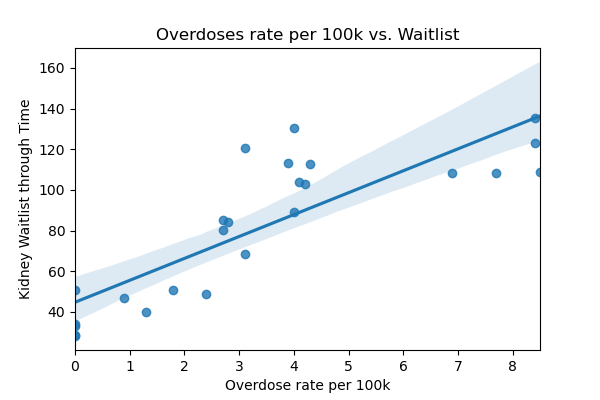 Overdoses rate per 100k vs. Waitlist
160
140
120
100
80
60
40
Kidney Waitlist through Time
0 1 2 3 4 5 6 7 8
Overdose rate per 100k